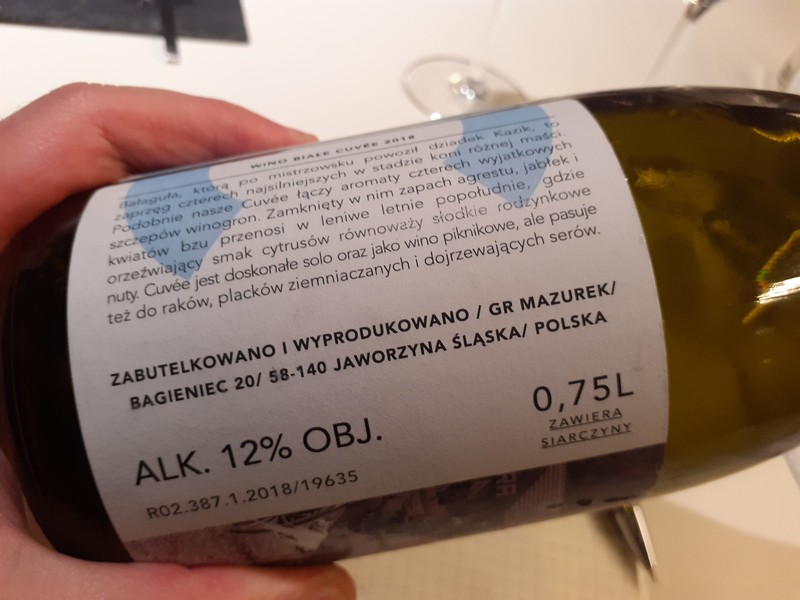 WINO BIAŁE CUVÉE 2018
Bałaguła, którą po mistrzowsku powoził dziadek Kazik, to
zaprzęg czterech najsilniejszych w stadzie koni różnej maści.
Podobnie nasze Cuvée łączy aromaty czterech wyjątkowych
szczepów winogron. Zamknięty w nim zapach agrestu, jabłek i
kwiatów bzu przenosi w leniwe letnie popołudnie, gdzie
orzeźwiający smak cytrusów równoważy słodkie rodzynkowe
nuty. Cuvée jest doskonałe solo oraz jako wino piknikowe, ale pasuje
też do raków, placków ziemniaczanych i dojrzewających serów.
ZABUTELKOWANO I WYPRODUKOWANO / GR MAZUREK/
BAGIENIEC 20/ 58-140 JAWORZYNA ŚLĄSKA/ POLSKA
ALK. 12% OBJ.
0,75L
ZAWIERA
SIARCZYNY
R02.387.1.2018/19635